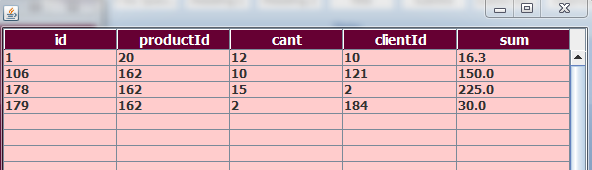 id productId cant clientId sum
1 20 12 10 16.3
106 162 10 121 150.0
178 162 15 2 225.0
179 162 2 184 30.0